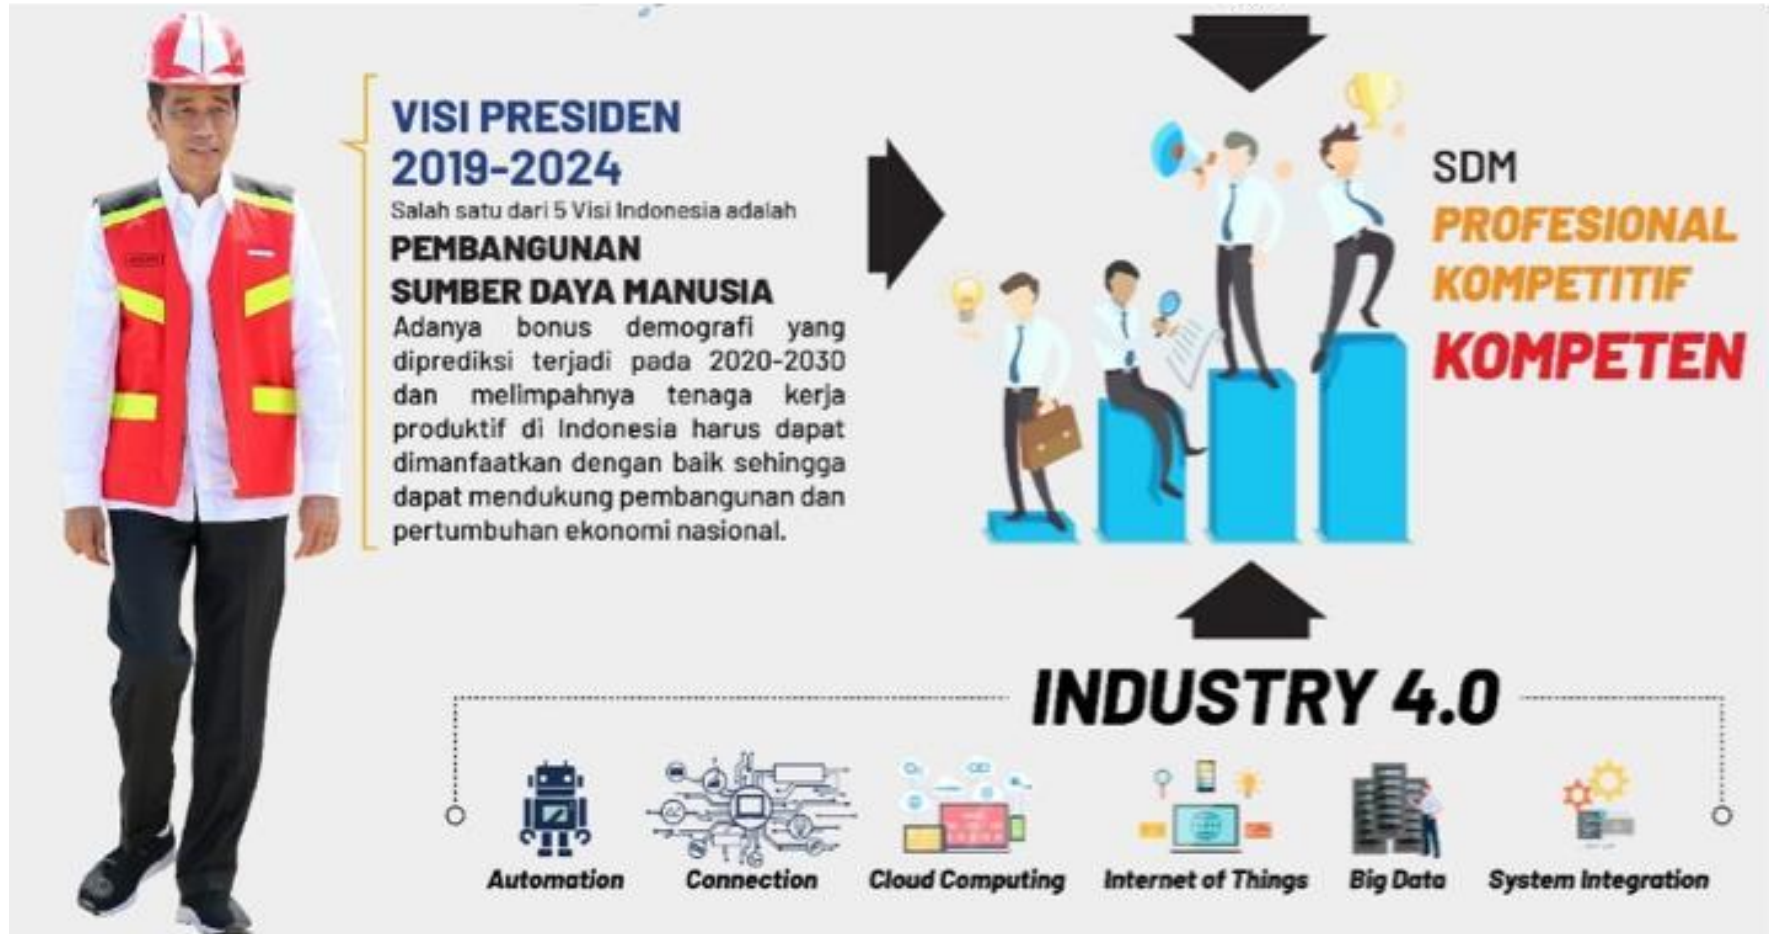 VISI PRESIDEN
2019-2024
Salah satu dari 5 Visi Indonesia adalah
PEMBANGUNAN
SUMBER DAYA MANUSIA
Adanya bonus demografi yang
diprediksi terjadi pada 2020-2030
dan melimpahnya tenaga kerja
produktif di Indonesia harus dapat
dimanfaatkan dengan baik sehingga
dapat mendukung pembangunan dan
pertumbuhan ekonomi nasional.
SDM
PROFESIONAL
KOMPETITIF
KOMPETEN
INDUSTRY 4.0
Automation
Connection
Cloud Computing
Internet of Things
Big Data
System Integration